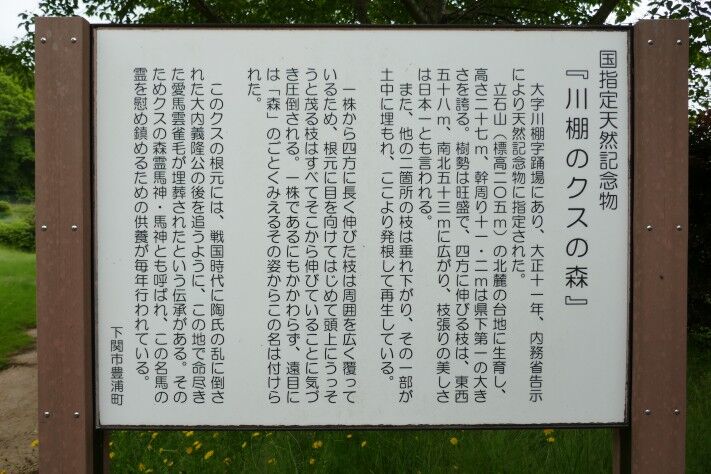 国指定天然記念物
『川棚のクスの森』
大字川棚字踊場にあり、大正十一年、内務省告示
により天然記念物に指定された。
立石山(標高二〇五m)の北麓の台地に生育し、
高さ二十七m、幹周り十一・二mは県下第一の大き
さを誇る。樹勢は旺盛で、四方に伸びる枝は、東西
五十八m、南北五十三mに広がり、枝張りの美しさ
は日本一とも言われる。
また、他の二箇所の枝は垂れ下がり、その一部が
土中に埋もれ、ここより発根して再生している。
一株から四方に長く伸びた枝は周囲を広く覆って
いるため、根元に目を向けてはじめて頭上にうっそ
うと茂る枝はすべてそこから伸びていることに気づ
き圧倒される。一株であるにもかかわらず、遠目に
は「森」のごとくみえるその姿からこの名は付けら
れた。
このクスの根元には、戦国時代に陶氏の乱に倒さ
れた大内義隆公の後を追うように、この地で命尽き
た愛馬雲雀毛が埋葬されたという伝承がある。その
ためクスの森霊馬神・馬神とも呼ばれ、この名馬の
霊を慰め鎮めるための供養が毎年行われている。
下関市豊浦町